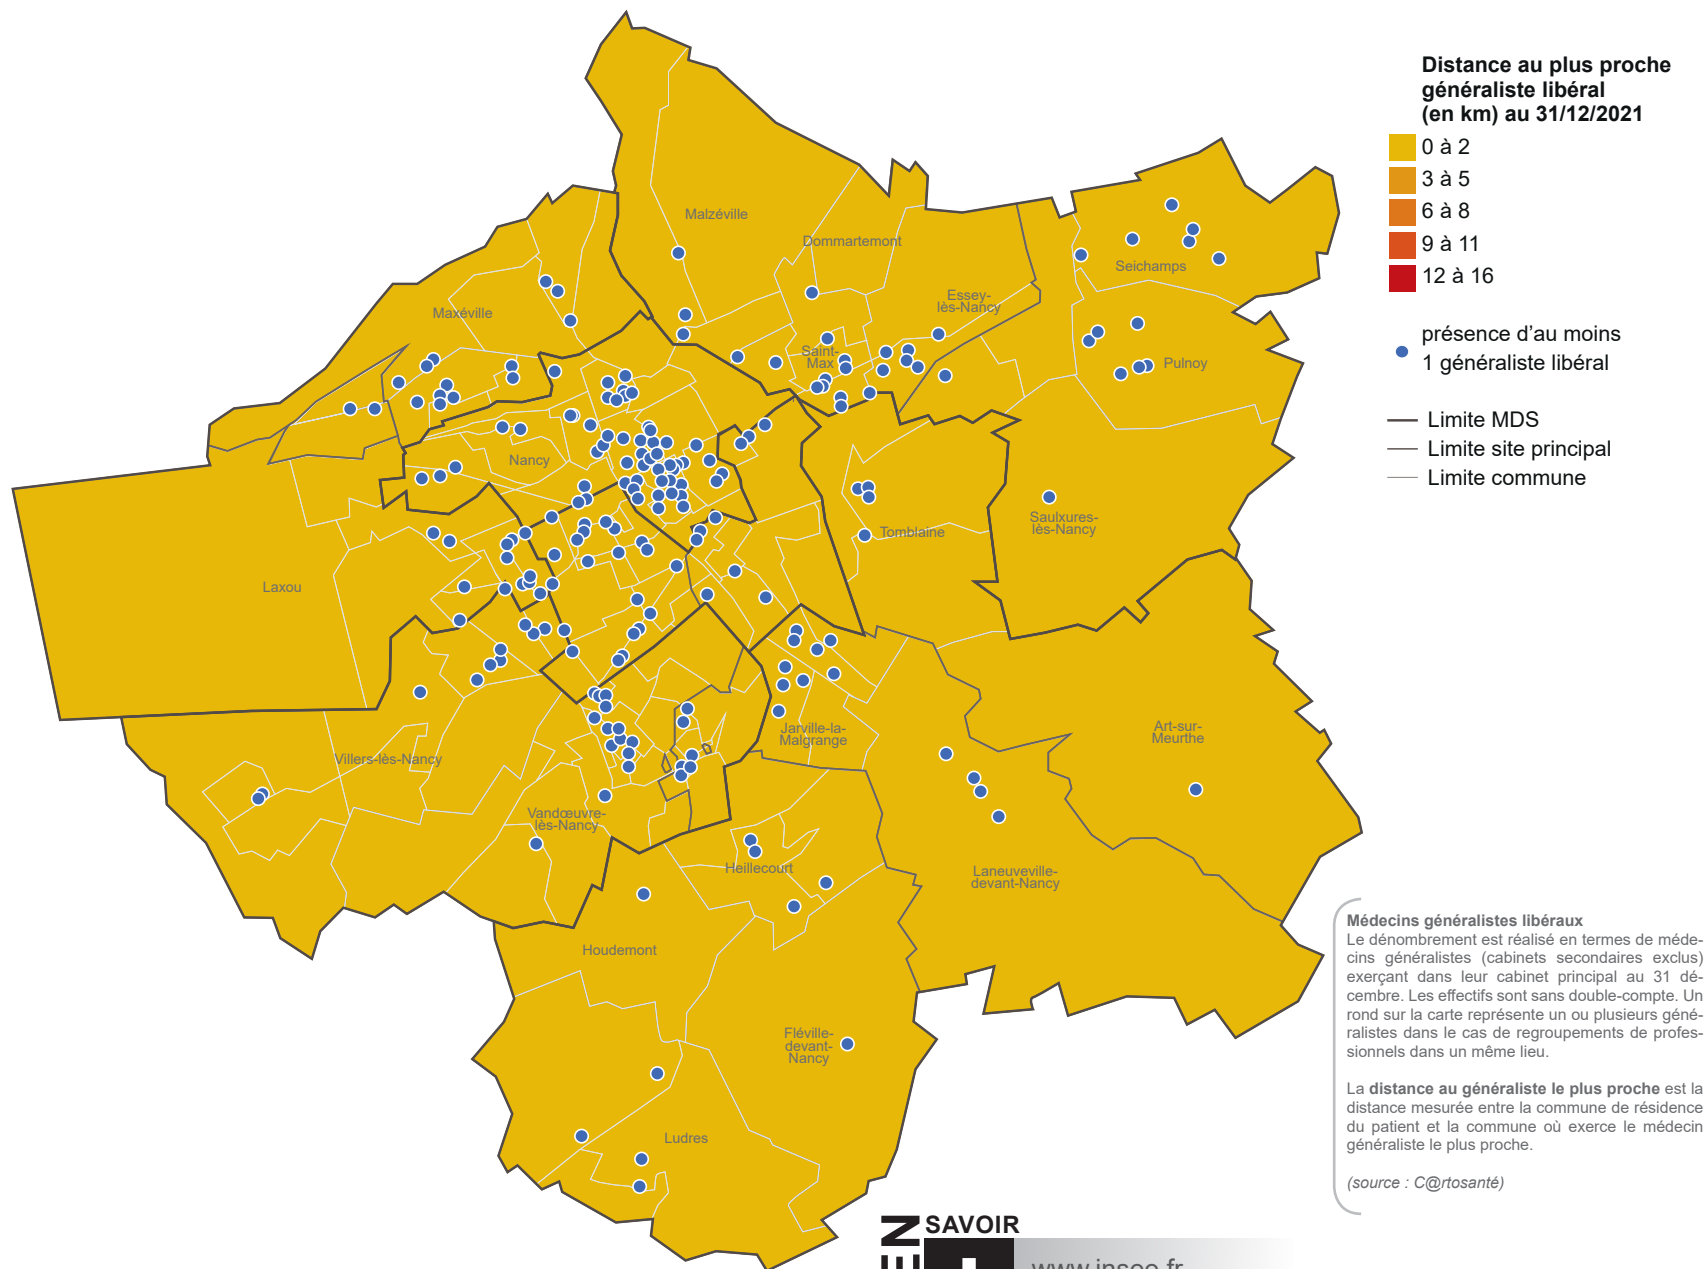 Distance au plus proche
généraliste libéral
(en km) au 31/12/2021
0 à 2
3 à 5
6 à 8
9 à 11
12 à 16
présence d'au moins
1 généraliste libéral
Limite MDS
Limite site principal
Limite commune
Malzéville
Dommartemont
Seichamps
Essey-
lès-Nancy
Maxéville
Saint-
Max
Pulnoy
Nancy
Tomblaine
Saulxures-
lès-Nancy
Laxou
Jarville-la-
Malgrange
Art-sur-
Meurthe
Villers-lès-Nancy
Vandœuvre-
lès-Nancy
Heillecourt
Laneuveville-
devant-Nancy
Houdemont
Fléville-
devant-
Nancy
Ludres
Médecins généralistes libéraux
Le dénombrement est réalisé en termes de méde-
cins généralistes (cabinets secondaires exclus)
exerçant dans leur cabinet principal au 31 dé-
cembre. Les effectifs sont sans double-compte. Un
rond sur la carte représente un ou plusieurs géné-
ralistes dans le cas de regroupements de profes-
sionnels dans un même lieu.
La distance au généraliste le plus proche est la
distance mesurée entre la commune de résidence
du patient et la commune où exerce le médecin
généraliste le plus proche.
(source : C@rtosanté)
EN
SAVOIR
www.insee.fr